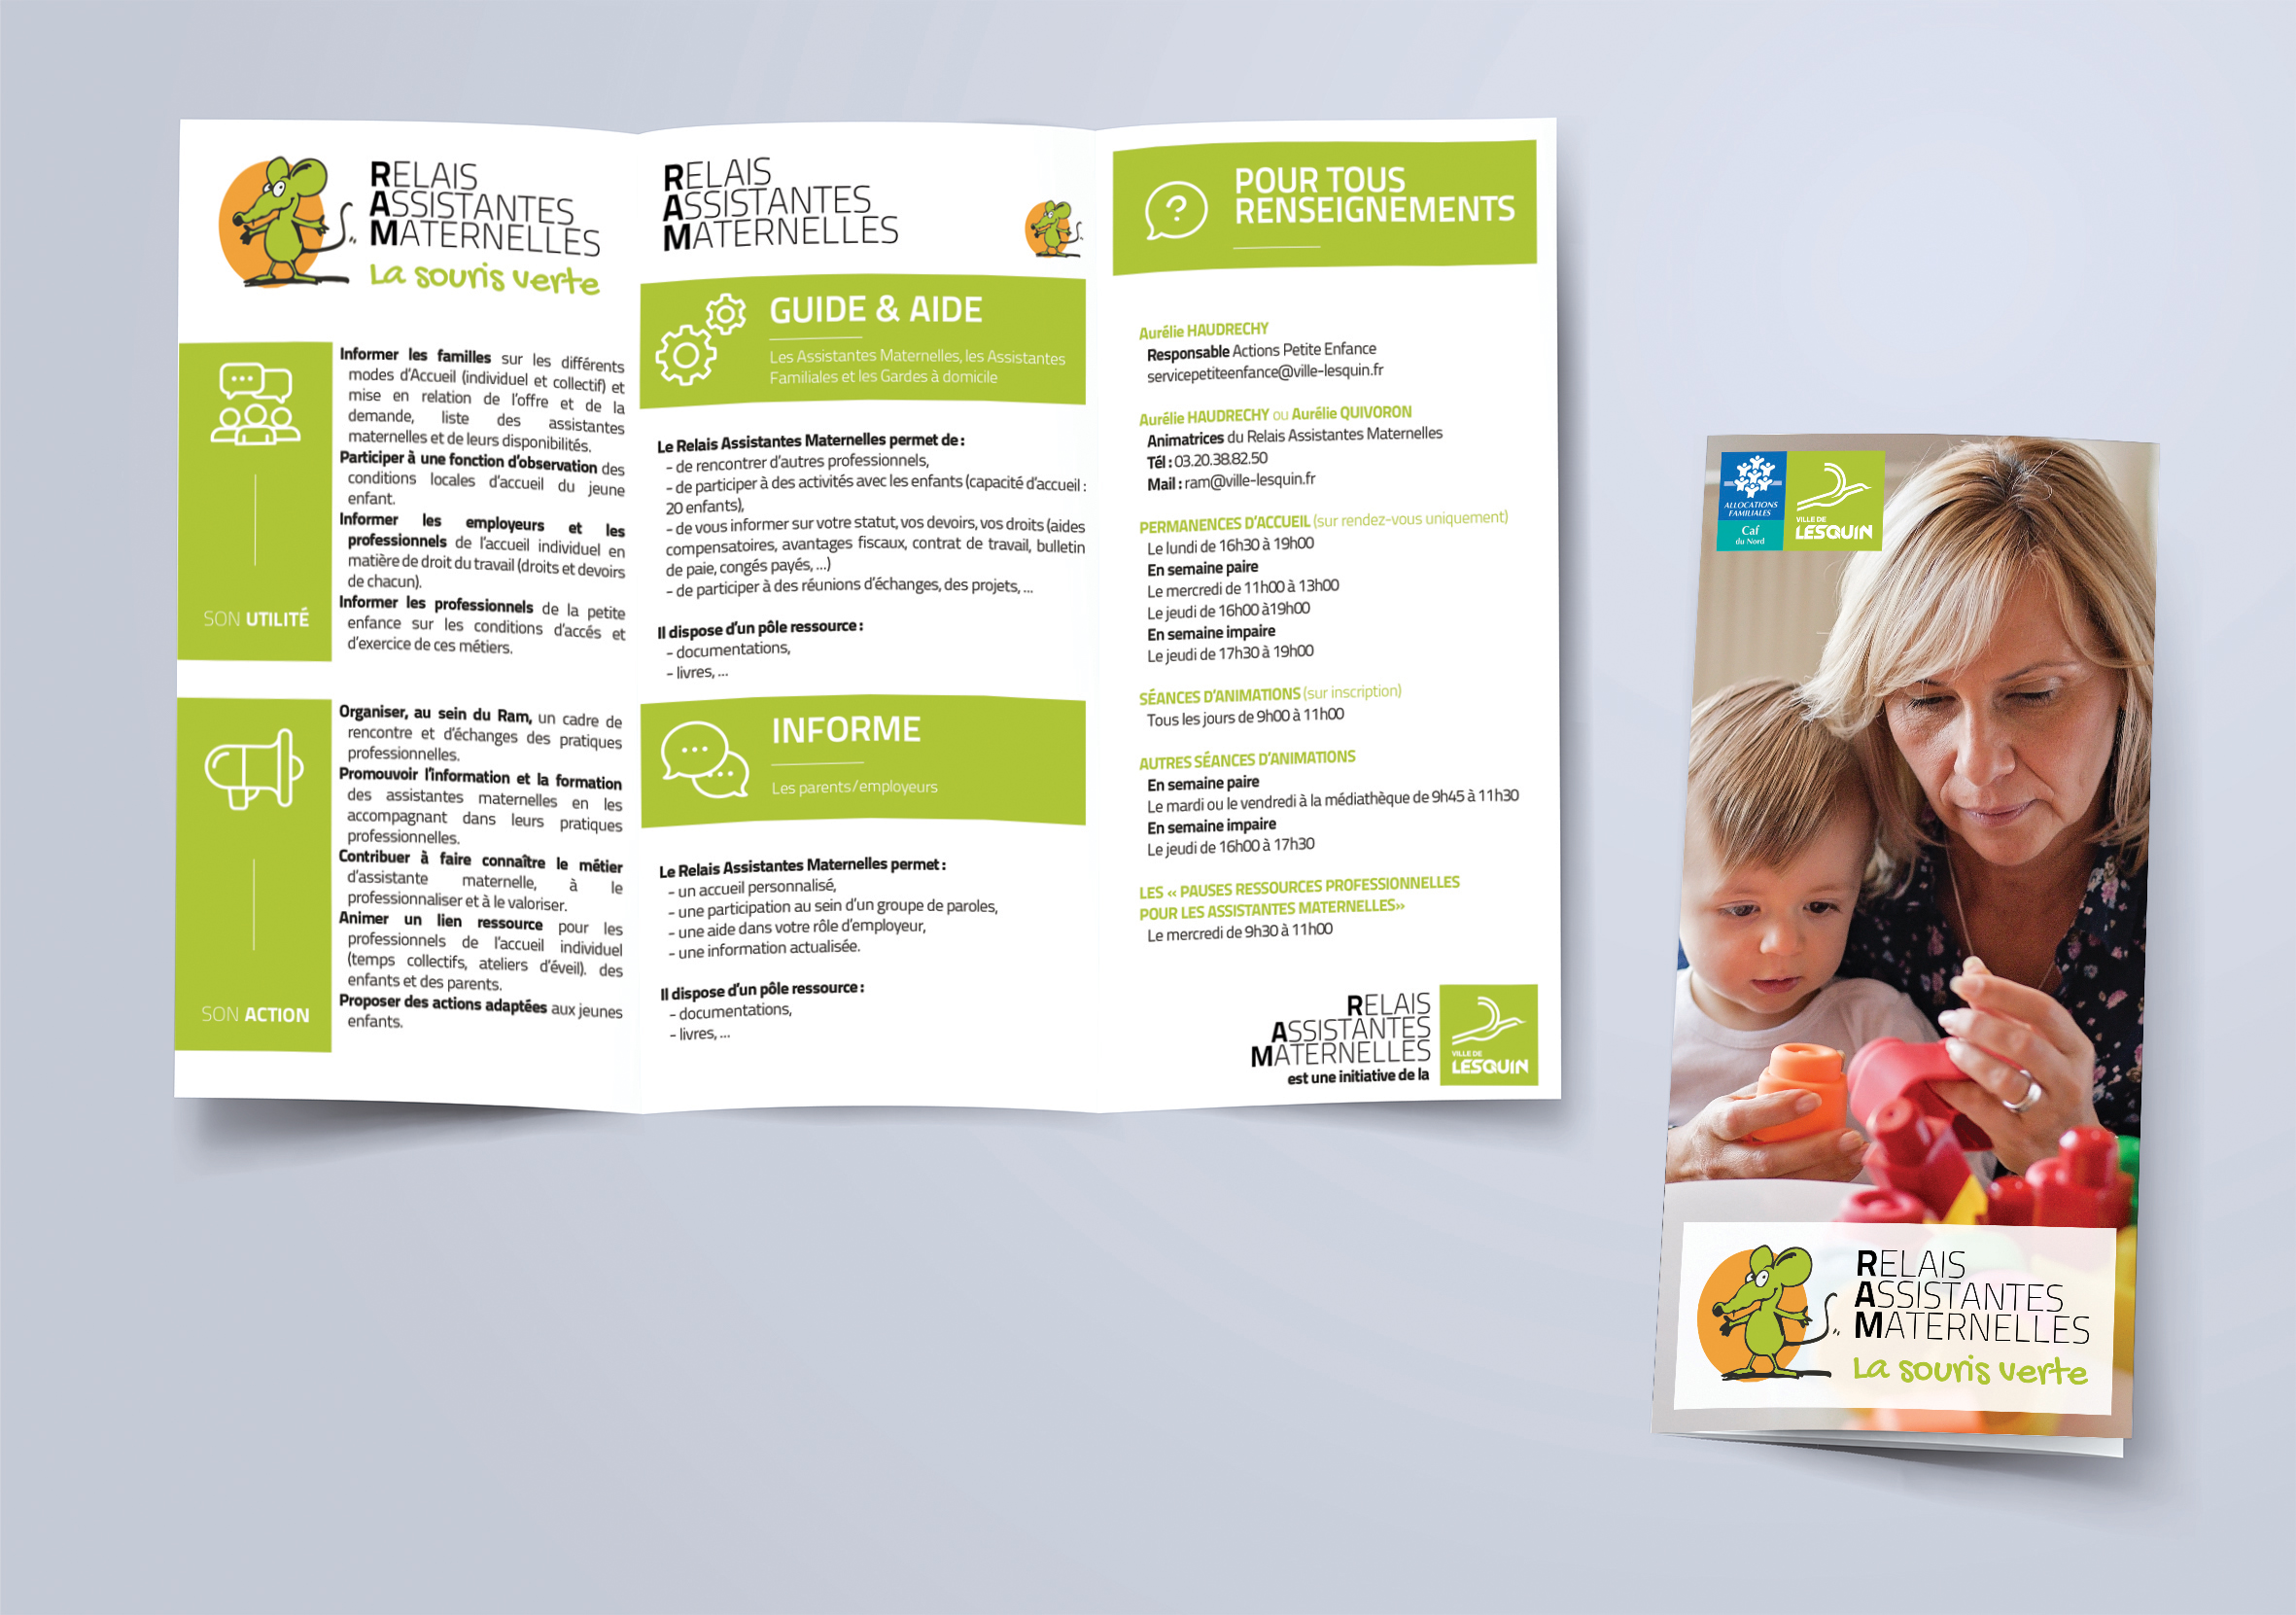 RELAIS
ASSISTANTES
MATERNELLES
La souris verte
SON UTILITÉ
Informer les familles sur les différents
modes d'Accueil (individuel et collectif) et
mise en relation de l'offre et de la
demande, liste des assistantes
maternelles et de leurs disponibilités.
Participer à une fonction d'observation des
conditions locales d'accueil du jeune
enfant.
Informer les employeurs et les
professionnels de l'accueil individuel en
matière de droit du travail (droits et devoirs
de chacun).
Informer les professionnels de la petite
enfance sur les conditions d'accés et
d'exercice de ces métiers.
SON ACTION
Organiser, au sein du Ram, un cadre de
rencontre et d'échanges des pratiques
professionnelles.
Promouvoir l'information et la formation
des assistantes maternelles en les
accompagnant dans leurs pratiques
professionnelles.
Contribuer à faire connaître le métier
d'assistante maternelle, à le
professionnaliser et à le valoriser.
Animer un lien ressource pour les
professionnels de l'accueil individuel
(temps collectifs, ateliers d'éveil). des
enfants et des parents.
Proposer des actions adaptées aux jeunes
enfants.
RELAIS
ASSISTANTES
MATERNELLES
GUIDE & AIDE
Les Assistantes Maternelles, les Assistantes
Familiales et les Gardes à domicile
Le Relais Assistantes Maternelles permet de :
- de rencontrer d'autres professionnels,
- de participer à des activités avec les enfants (capacité d'accueil :
20 enfants),
- de vous informer sur votre statut, vos devoirs, vos droits (aides
compensatoires, avantages fiscaux, contrat de travail, bulletin
de paie, congés payés, ...)
- de participer à des réunions d'échanges, des projets, ...
Il dispose d'un pôle ressource :
- documentations,
- livres, ...
INFORME
Les parents/employeurs
Le Relais Assistantes Maternelles permet :
- un accueil personnalisé,
- une participation au sein d'un groupe de paroles,
- une aide dans votre rôle d'employeur,
- une information actualisée.
Il dispose d'un pôle ressource :
- documentations,
- livres, ...
?
POUR TOUS
RENSEIGNEMENTS
Aurélie HAUDRECHY
Responsable Actions Petite Enfance
servicepetiteenfance@ville-lesquin.fr
Aurélie HAUDRECHY ou Aurélie QUIVORON
Animatrices du Relais Assistantes Maternelles
Tél : 03.20.38.82.50
Mail : ram@ville-lesquin.fr
PERMANENCES D'ACCUEIL (sur rendez-vous uniquement)
Le lundi de 16h30 à 19h00
En semaine paire
Le mercredi de 11h00 à 13h00
Le jeudi de 16h00 à19h00
En semaine impaire
Le jeudi de 17h30 à 19h00
SÉANCES D'ANIMATIONS (sur inscription)
Tous les jours de 9h00 à 11h00
AUTRES SÉANCES D'ANIMATIONS
En semaine paire
Le mardi ou le vendredi à la médiathèque de 9h45 à 11h30
En semaine impaire
Le jeudi de 16h00 à 17h30
LES « PAUSES RESSOURCES PROFESSIONNELLES
POUR LES ASSISTANTES MATERNELLES»
Le mercredi de 9h30 à 11h00
RELAIS
ASSISTANTES
MATERNELLES
est une initiative de la
VILLE DE
LESQUIN
ALLOCATIONS
FAMILIALES
Caf
du Nord
VILLE DE
LESQUIN
RELAIS
ASSISTANTES
MATERNELLES
La souris verte